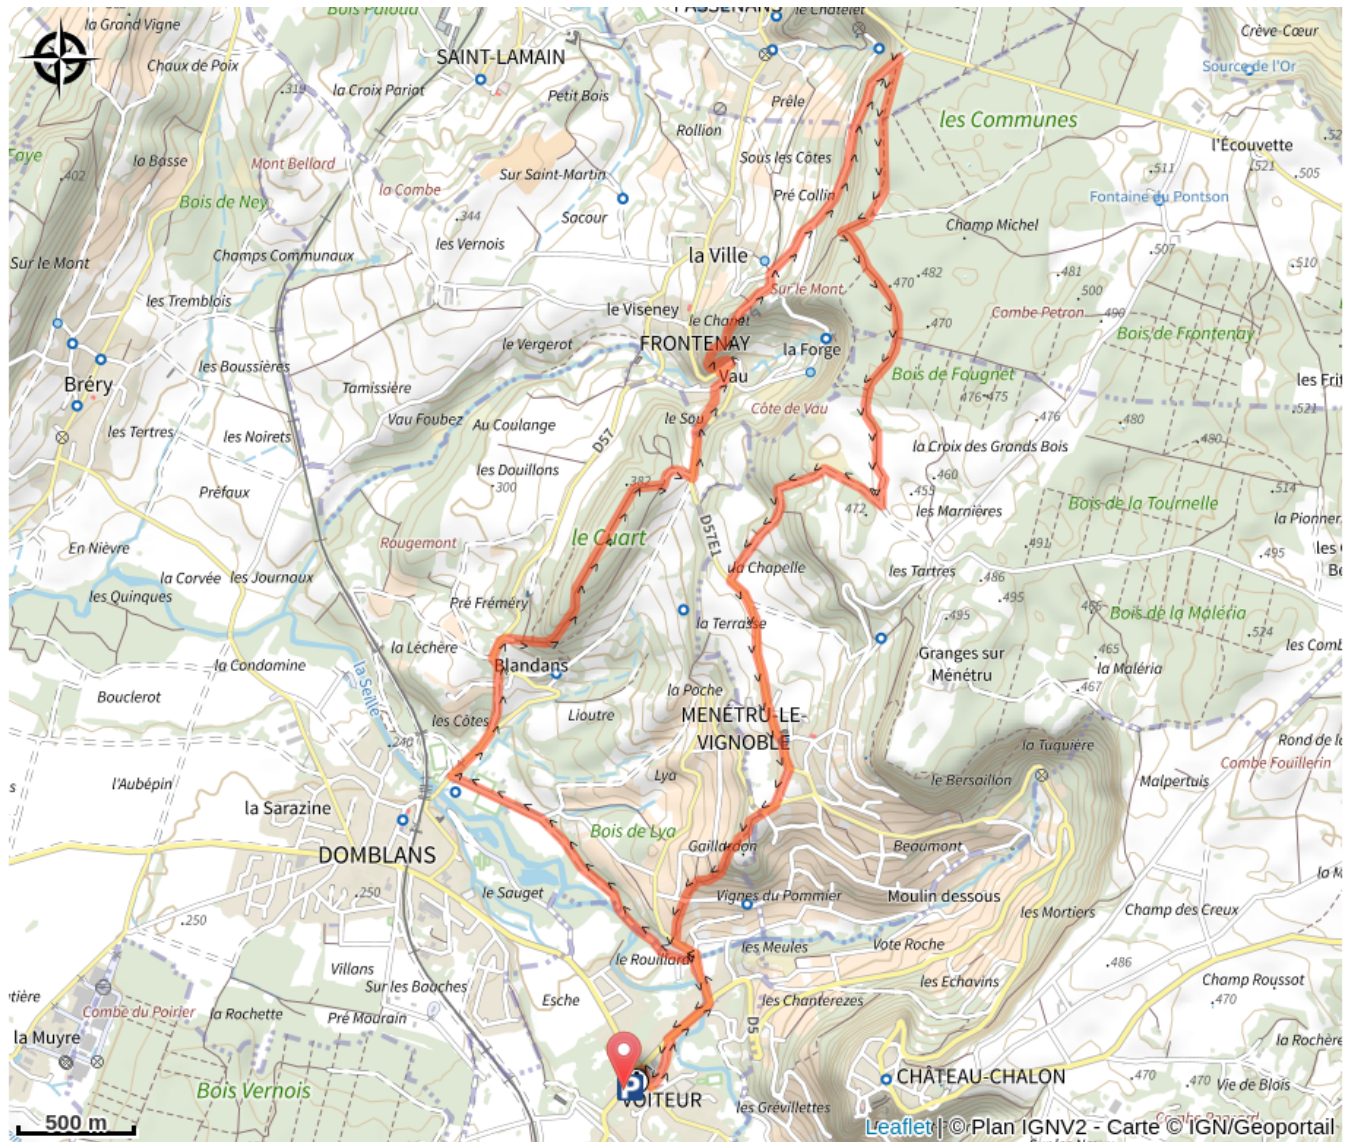 la Grand Vigne
Bois Paloud
PASSENANS
le Châtelet
Crève-Cœur
Chaux de Poix
SAINT-LAMAIN
Source de l'Or
.319
la Croix Pariat
Petit Bois
Prêle
les Communes
Rollion
l'Écouvette
Faye
la Basse
Mont Bellard
Sous les Côtes
.511
.521
.505
.402
la Combe
Sur Saint-Martin
Pré Collin
Fontaine du Pontson
Bois de Ney
.344
Sacour
Champ Michel
les Vernois
.507
Sur le Mont
Champs Communaux
la Ville
.470
.482
.481
.510
les Tremblois
Sur le Mont
500
le Viseney
le Chanet
Combe Petron
.490
.470
Bois de Frontenay
le Vergerot
FRONTENAY
la Forge
les Boussières
Vau
Bois de Fougnet
Bréry
Tamissière
les Frit
476
.475
Côte de Vau
.521
Vau Foubez
le Sou
.476
.480
les Tertres
les Noirets
Au Coulange
D57
la Croix des Grands Bois
.480
les Douillons
.300
.382
.460
.455
Préfaux
.514
472
les Marnières
Bois de la Tournelle
la Pionner
D57E1
le Quart
Rougemont
.491
En Nièvre
.495
les
la Chapelle
les Tartres
la Corvée
les Journaux
.486
Be
les Quinques
Pré Fréméry
.495
la Terrasse
.495
Bois de la Maléria
.524
la Léchère
Granges sur
Ménétru
les Comb
Blandans
.465
la Condomine
la Maléria
la Seille
.467
Bouclerot
la Poche
les Côtes
Lioutre
MENÉTRU-LE-
VIGNOBLE
.240
la Tuquière
Rond de la
Combe Fouillerin
l'Aubépin
Lya
le Bersaillon
Malpertuis
la Sarazine
Bois de Lya
Gaillardon
Beaumont
DOMBLANS
.250
le Sauget
Vignes du Pommier
Moulin dessous
.250
les Mortiers
Champ des Creux
les Meules
Vote Roche
le Rouillard
.486
Villans
Sur les Bauches
les Echavins
Champ Roussot
Esche
les Chanterezes
.470
Combe du Poirier
la Rochette
Pré Mourain
D5
la Muyre
la Rochère
P
Bois Vernois
CHÂTEAU-CHALON
.470
.470
Vie de Blois
VOITEUR
les Grévillettes
500 m
Leaflet | © Plan IGNV2 - Carte © IGN/Géoportail